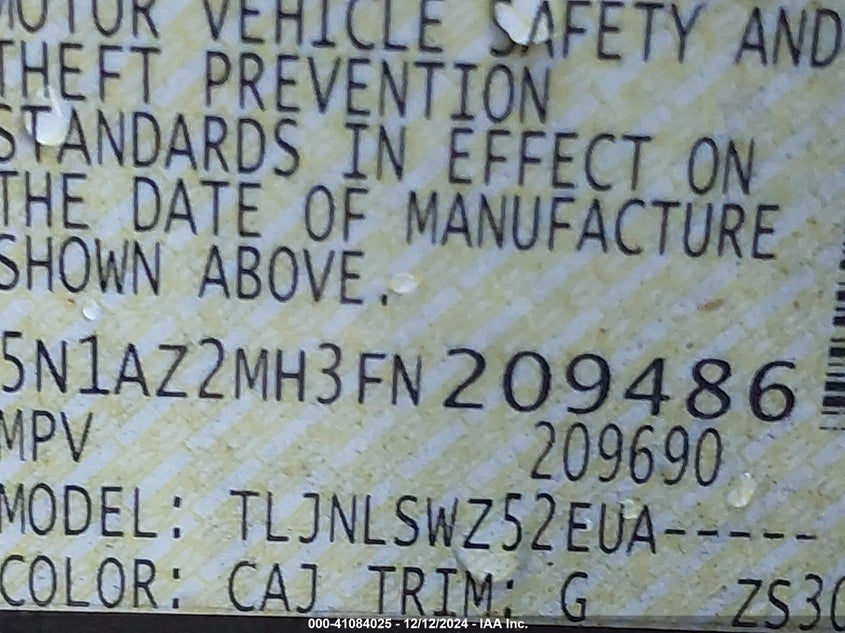 MOTOR VEHICLE SAFETY AND
THEFT PREVENTION
STANDARDS IN EFFECT ON
THE DATE OF MANUFACTURE
SHOWN ABOVE.
5N1AZ2MH3FN209486
MPV 209690
MODEL: TLJNLSWZ52EUA-----
COLOR: CAJ TRIM: G ZS30
000-41084025 - 12/12/2024 - IAA Inc.